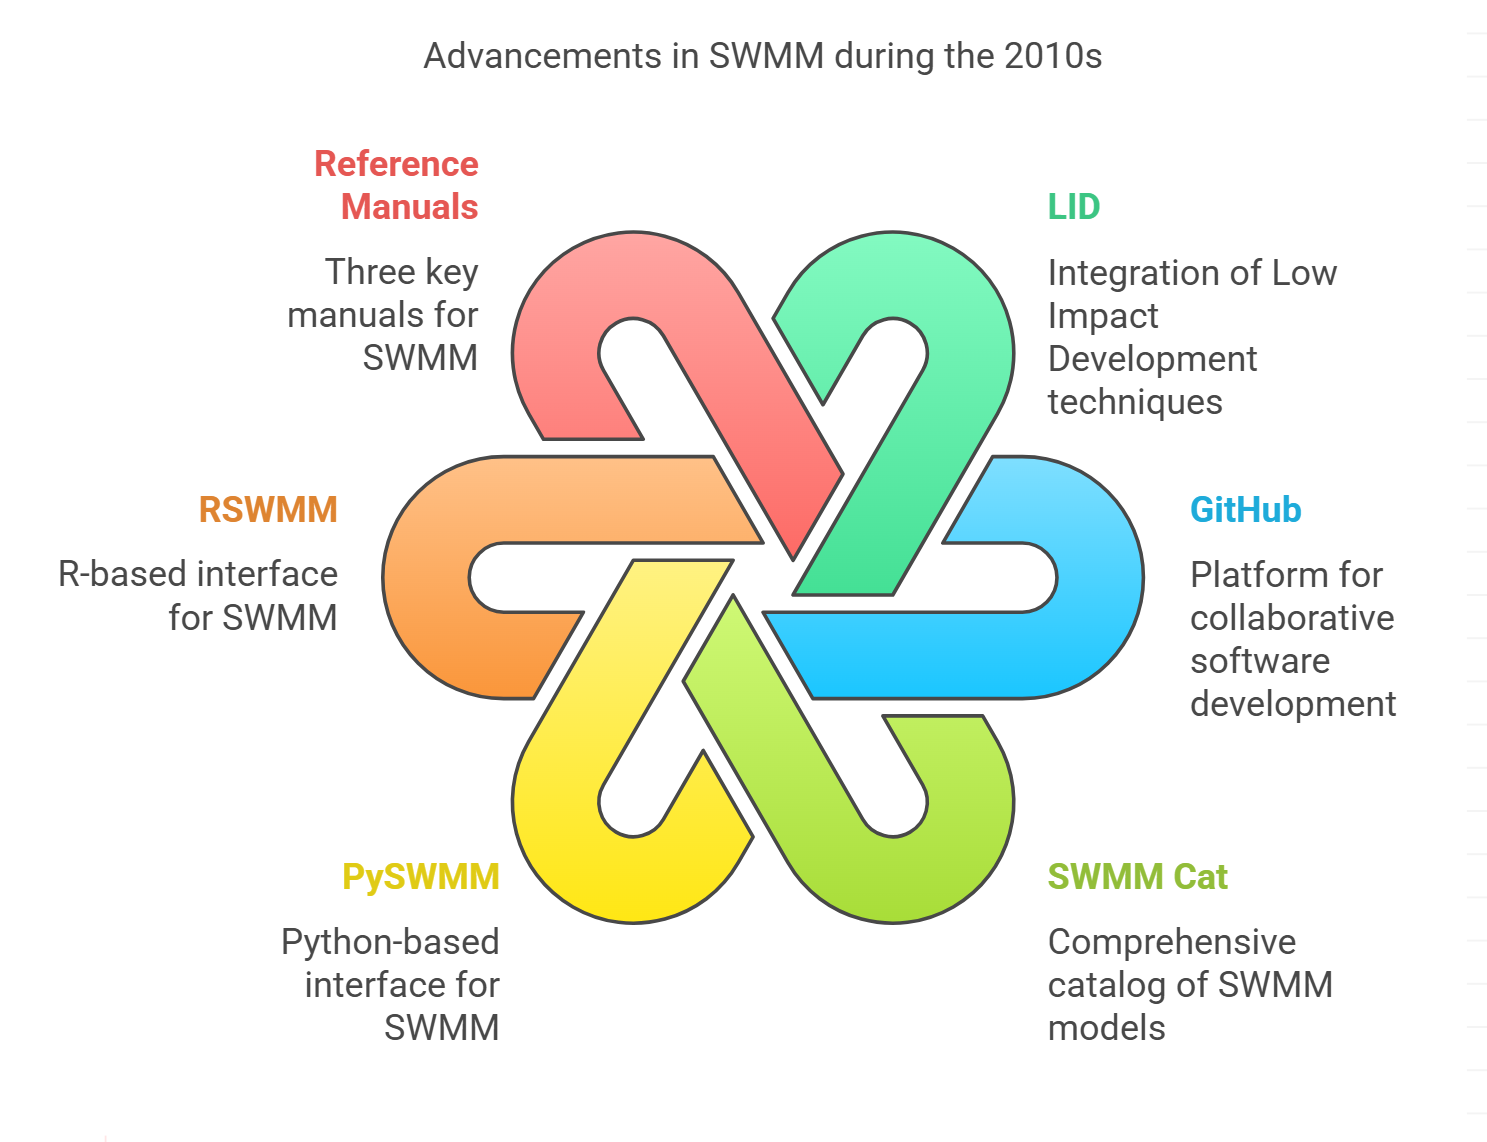 Advancements in SWMM during the 2010s
Reference
Manuals
Three key
manuals for
SWMM
LID
Integration of Low
Impact
Development
techniques
RSWMM
R-based interface
for SWMM
GitHub
Platform for
collaborative
software
development
PySWMM
Python-based
interface for
SWMM
SWMM Cat
Comprehensive
catalog of SWMM
models